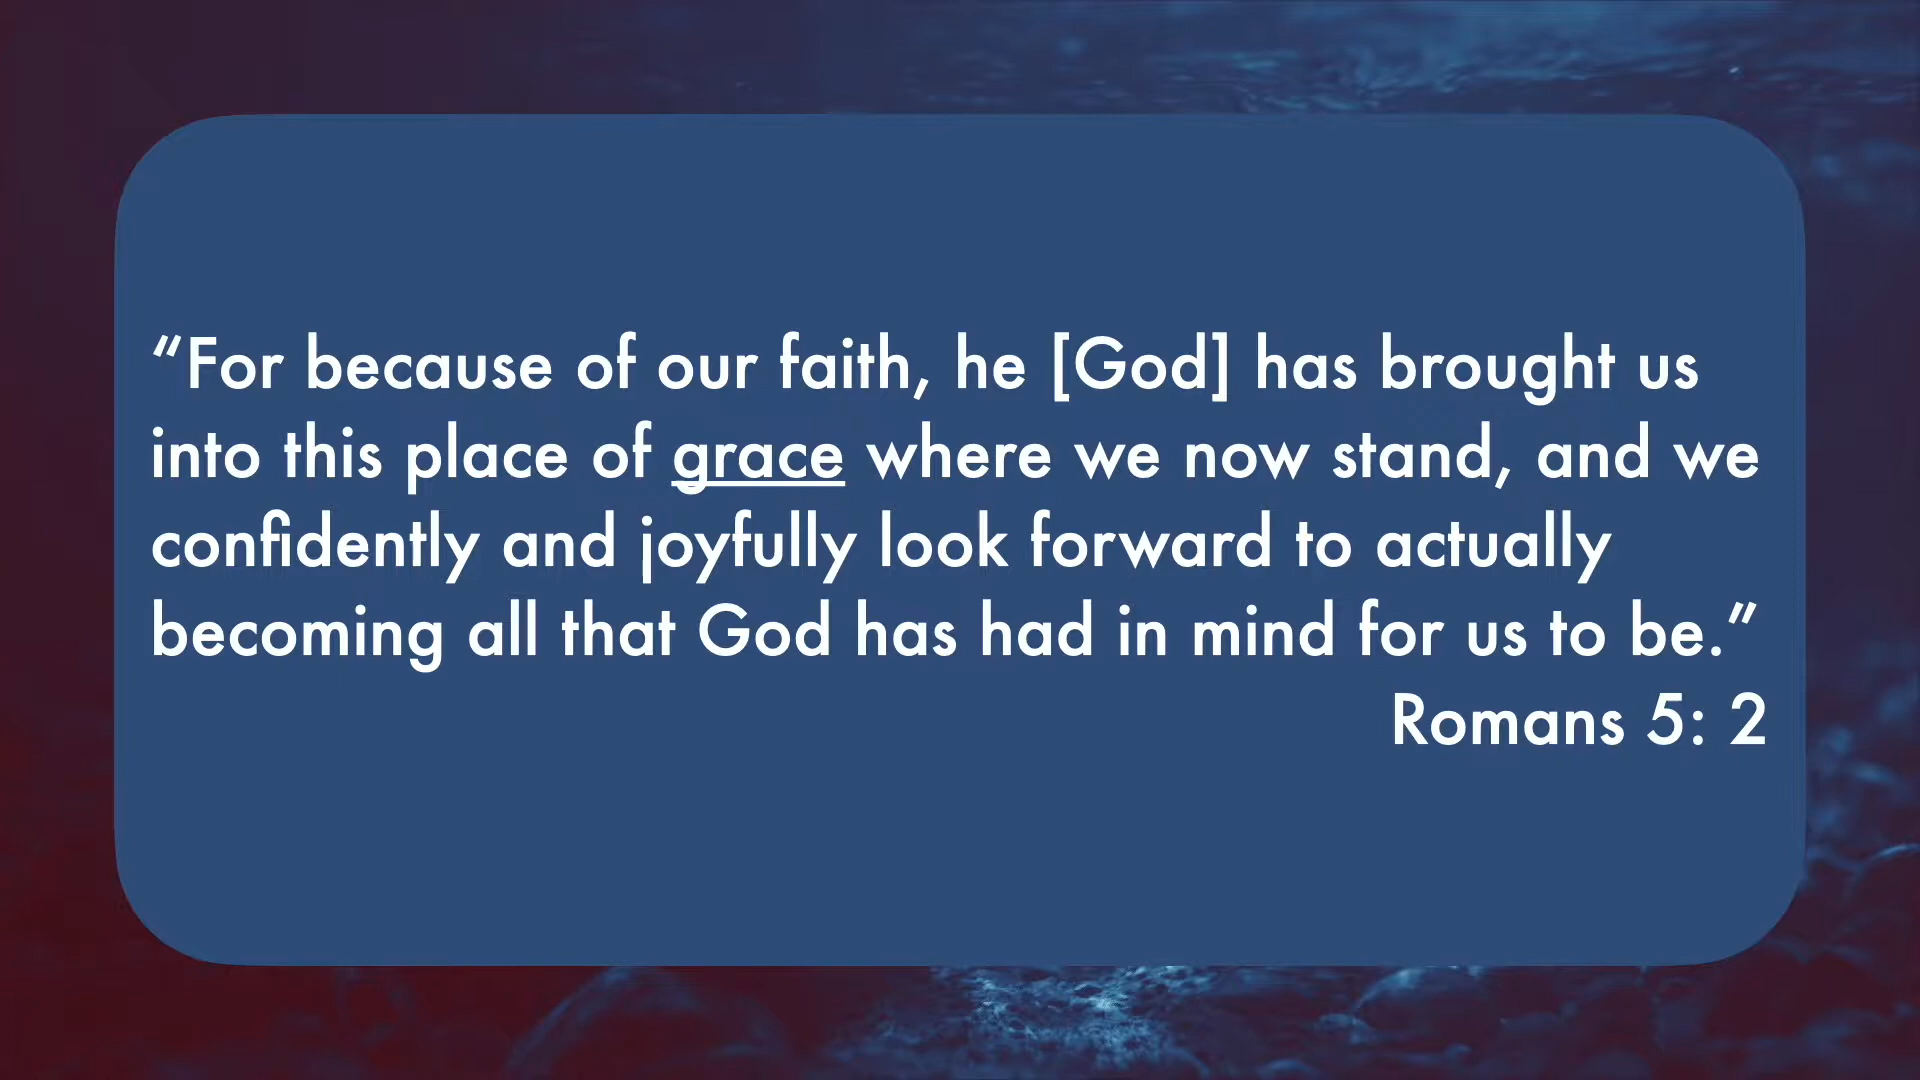 “For because of our faith, he [God] has brought us
into this place of grace where we now stand, and we
confidently and joyfully look forward to actually
becoming all that God has had in mind for us to be.”
Romans 5: 2